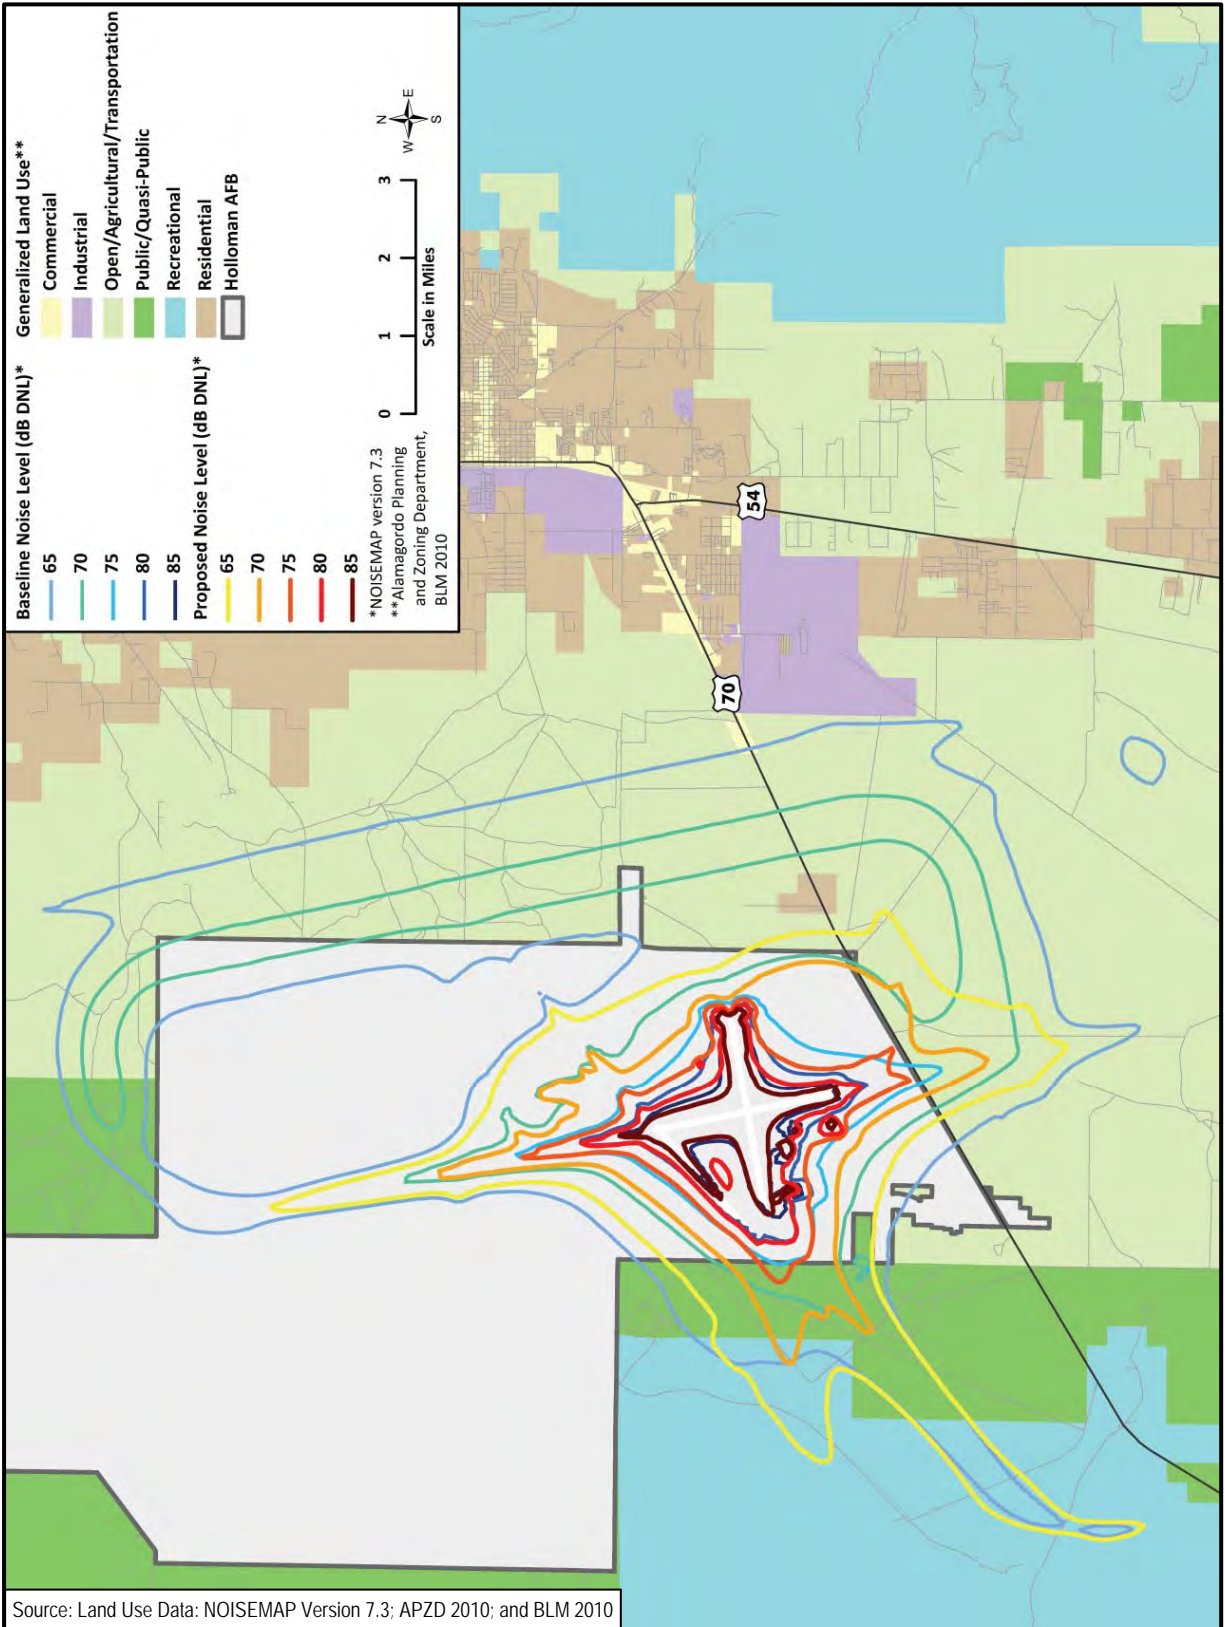 Baseline Noise Level (dB DNL)*
65
70
75
80
85
Proposed Noise Level (dB DNL)*
65
70
75
80
85
*NOISEMAP version 7.3
**Alamagordo Planning
and Zoning Department,
BLM 2010
Generalized Land Use**
Commercial
Industrial
Open/Agricultural/Transportation
Public/Quasi-Public
Recreational
Residential
Holloman AFB
0 1 2 3
Scale in Miles
N
W E
S
54
70
Source: Land Use Data: NOISEMAP Version 7.3; APZD 2010; and BLM 2010